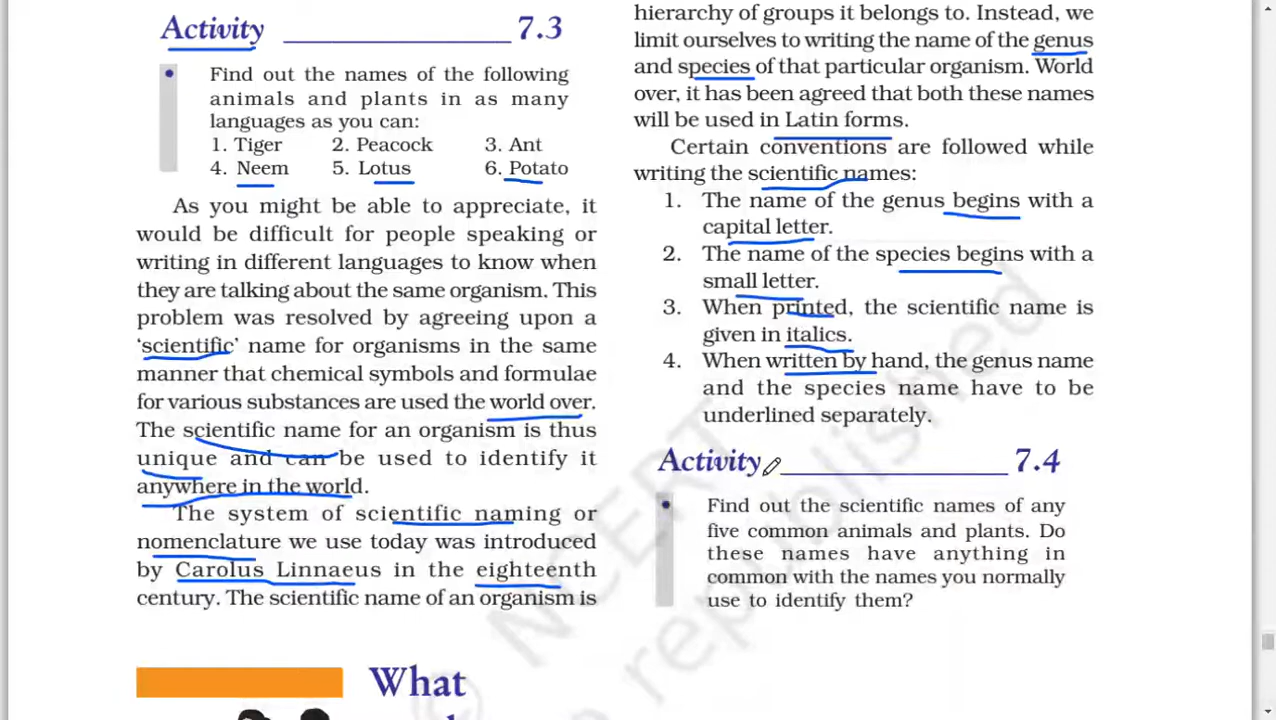 Activity 7.3
Find out the names of the following
animals and plants in as many
languages as you can:
1. Tiger 2. Peacock 3. Ant
4. Neem 5. Lotus 6. Potato
As you might be able to appreciate, it
would be difficult for people speaking or
writing in different languages to know when
they are talking about the same organism. This
problem was resolved by agreeing upon a
‘scientific’ name for organisms in the same
manner that chemical symbols and formulae
for various substances are used the world over.
The scientific name for an organism is thus
unique and can be used to identify it
anywhere in the world.
The system of scientific naming or
nomenclature we use today was introduced
by Carolus Linnaeus in the eighteenth
century. The scientific name of an organism is
What
hierarchy of groups it belongs to. Instead, we
limit ourselves to writing the name of the genus
and species of that particular organism. World
over, it has been agreed that both these names
will be used in Latin forms.
Certain conventions are followed while
writing the scientific names:
1. The name of the genus begins with a
capital letter.
2. The name of the species begins with a
small letter.
3. When printed, the scientific name is
given in italics.
4. When written by hand, the genus name
and the species name have to be
underlined separately.
Activity 7.4
Find out the scientific names of any
five common animals and plants. Do
these names have anything in
common with the names you normally
use to identify them?
© NCERT
republished